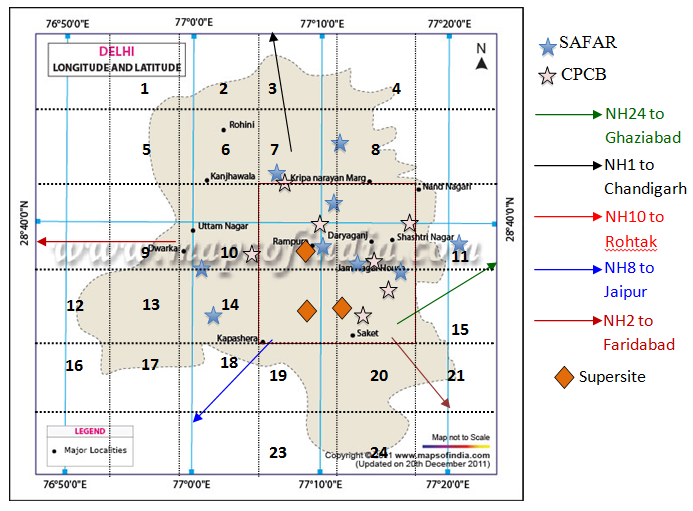 76°50'0"E
77°0'0"E
77°10'0"E
77°20'0"E
DELHI
LONGITUDE AND LATITUDE
N
1
2
3
4
Rohini
5
6
7
8
Kanjhawala
Kripa narayan Marg
Nand Nagari
28°40'0"N
28°40'0"N
Uttam Nagar
Daryaganj
Rampura
Shashtri Nagar
www.mapsofindia.com
Dwarka
9
10
11
Jamnagar House
12
13
14
15
Kapashera
Saket
16
17
18
19
20
21
LEGEND
Major Localities
Map not to Scale
23
24
Copyright © 2011 www.mapsofindia.com
(Updated on 20th December 2011)
76°50'0"E
77°0'0"E
77°10'0"E
77°20'0"E
SAFAR
CPCB
NH24 to
Ghaziabad
NH1 to
Chandigarh
NH10 to
Rohtak
NH8 to
Jaipur
NH2 to
Faridabad
Supersite